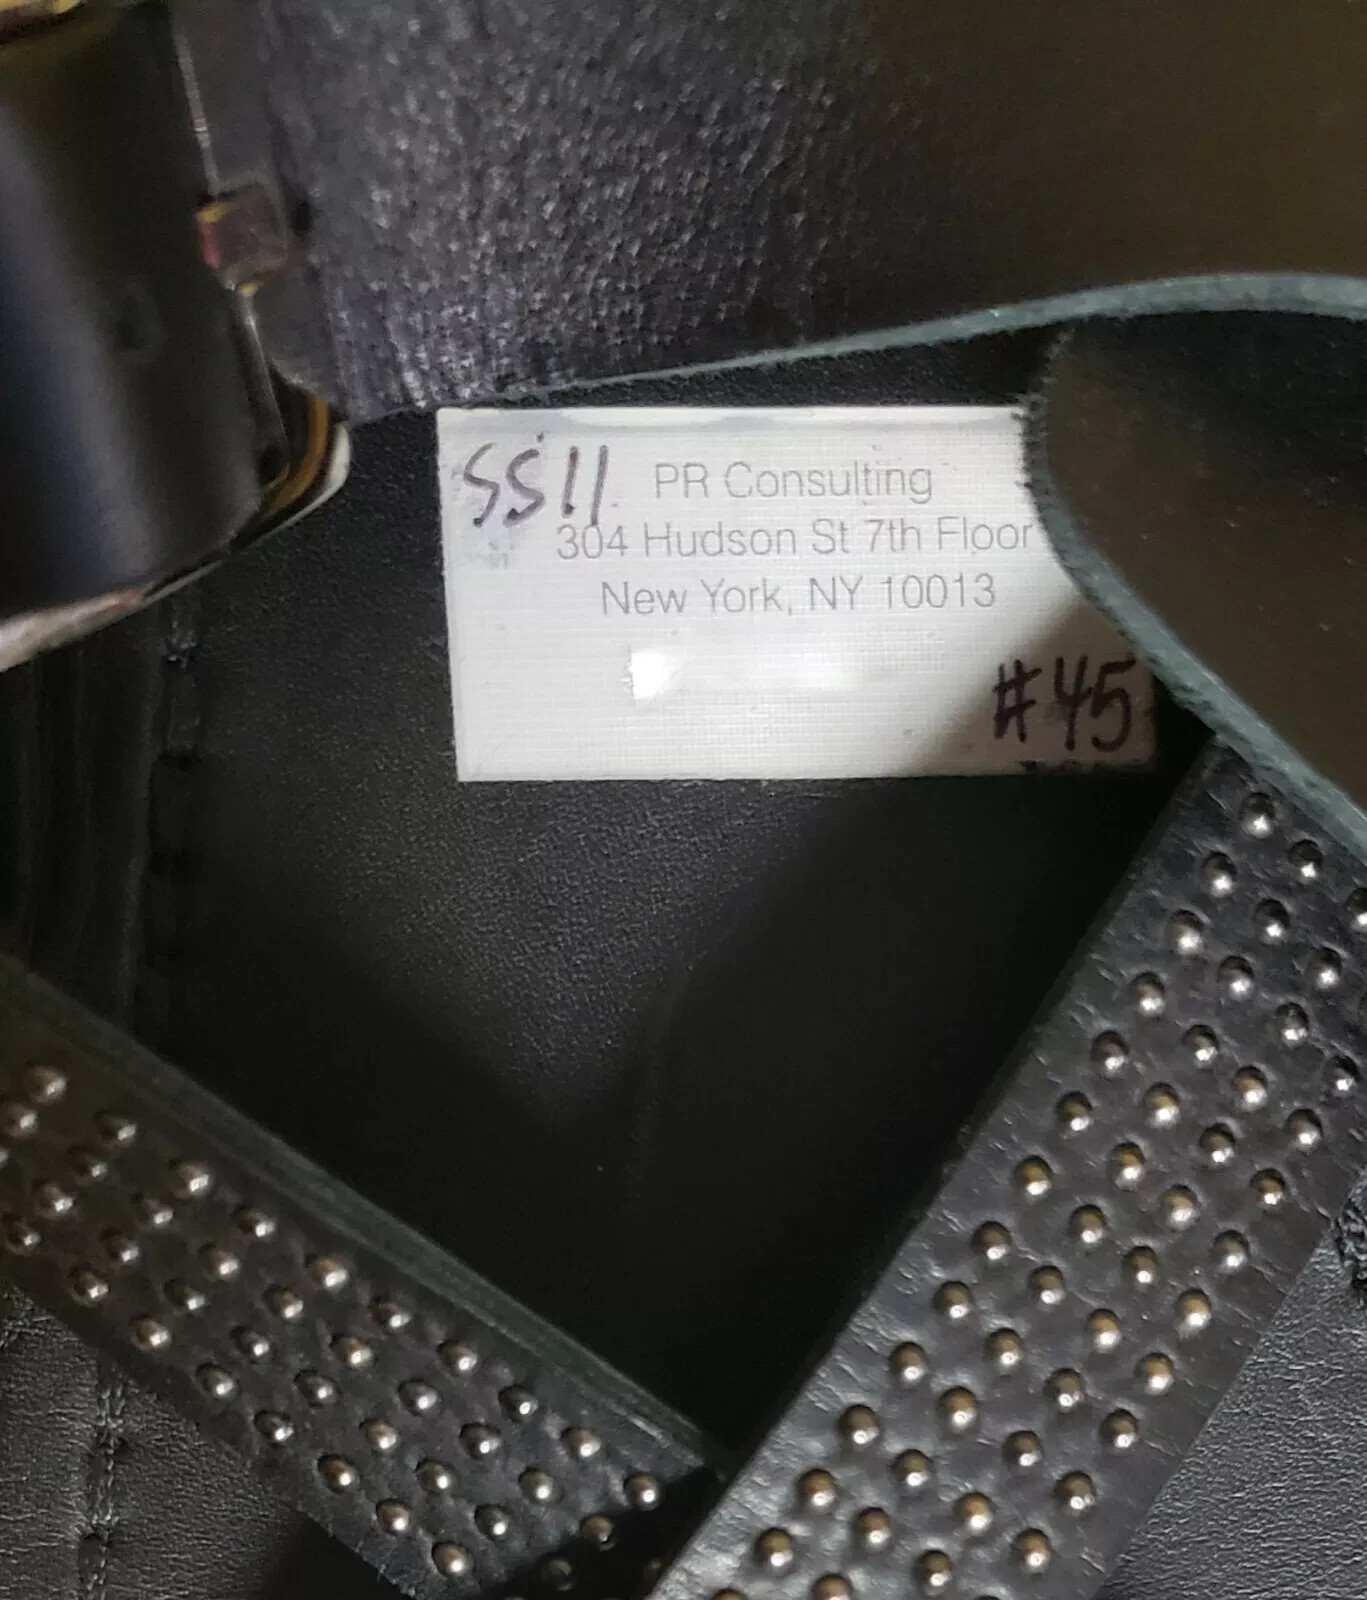 SS11 PR Consulting
304 Hudson St 7th Floor
New York, NY 10013
#45